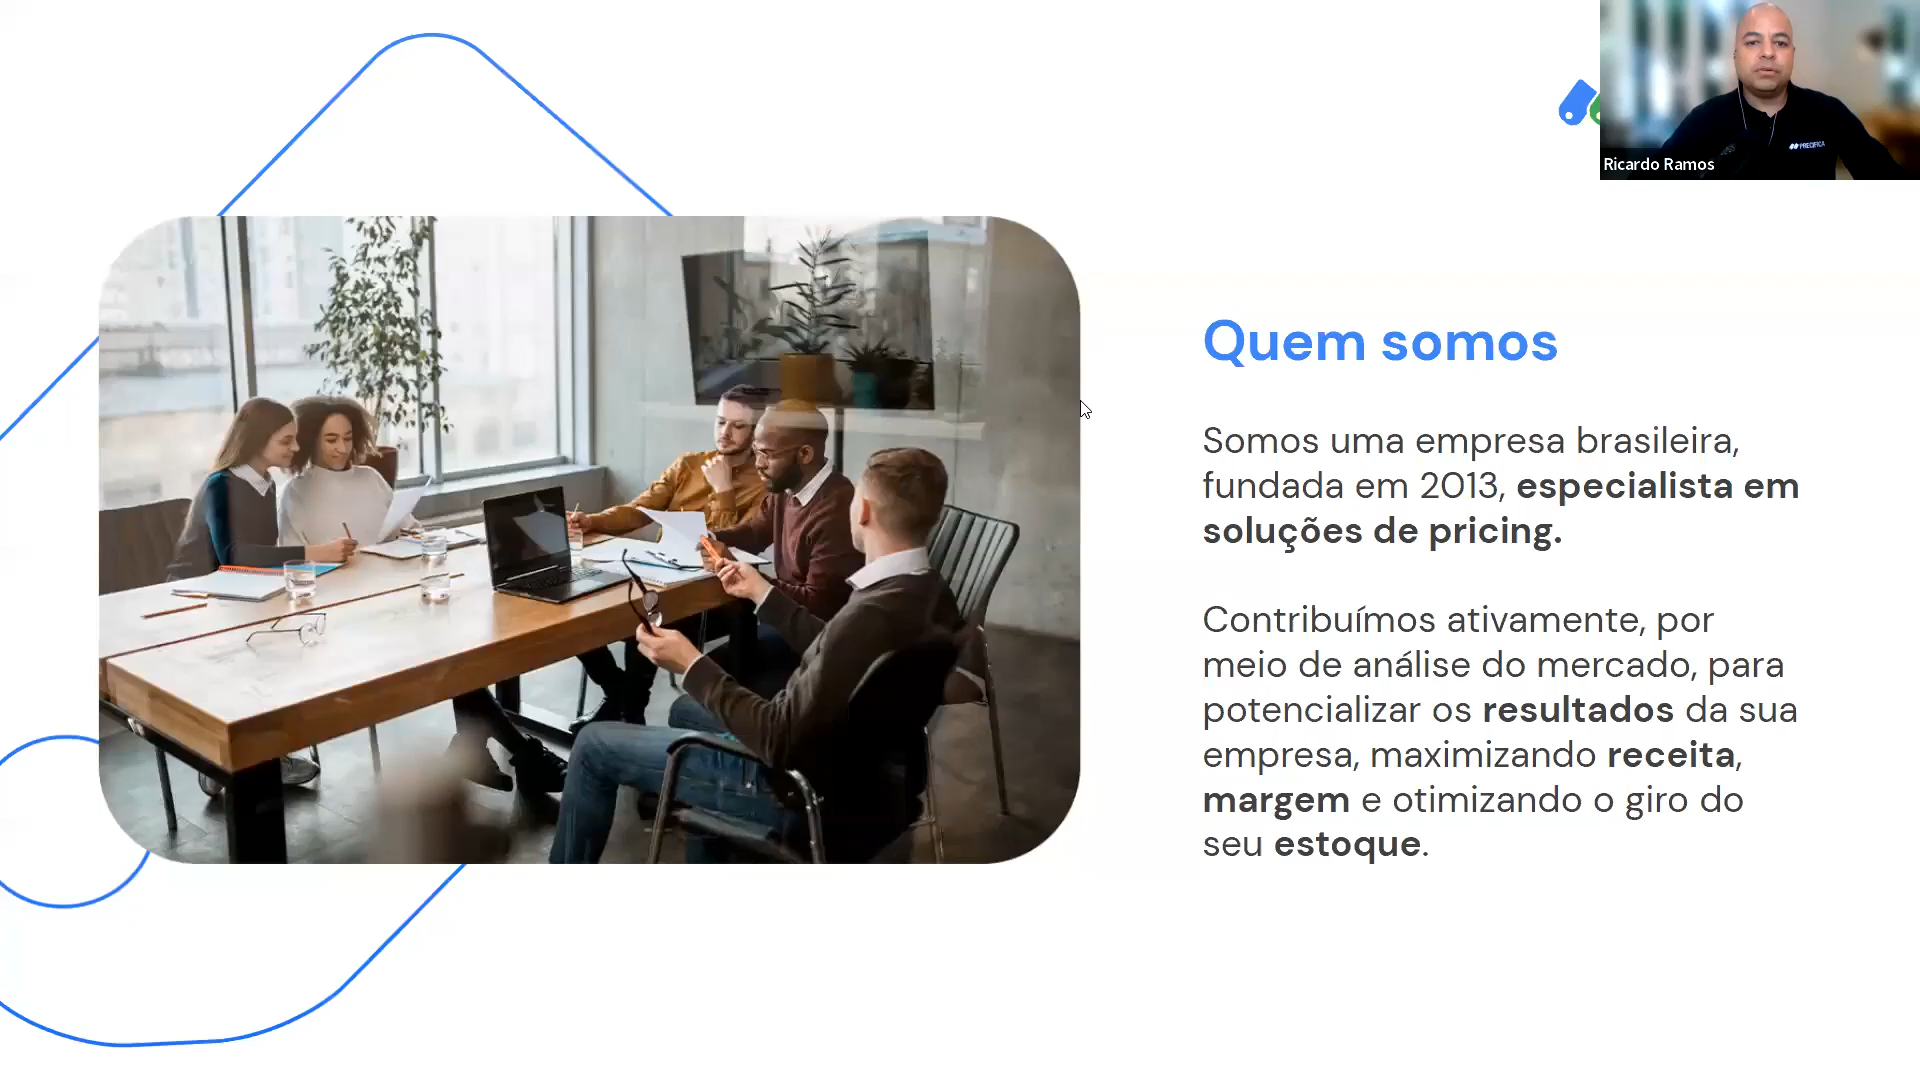 PRECIFICA
Ricardo Ramos
Quem somos
Somos uma empresa brasileira,
fundada em 2013, especialista em
soluções de pricing.
Contribuímos ativamente, por
meio de análise do mercado, para
potencializar os resultados da sua
empresa, maximizando receita,
margem e otimizando o giro do
seu estoque.